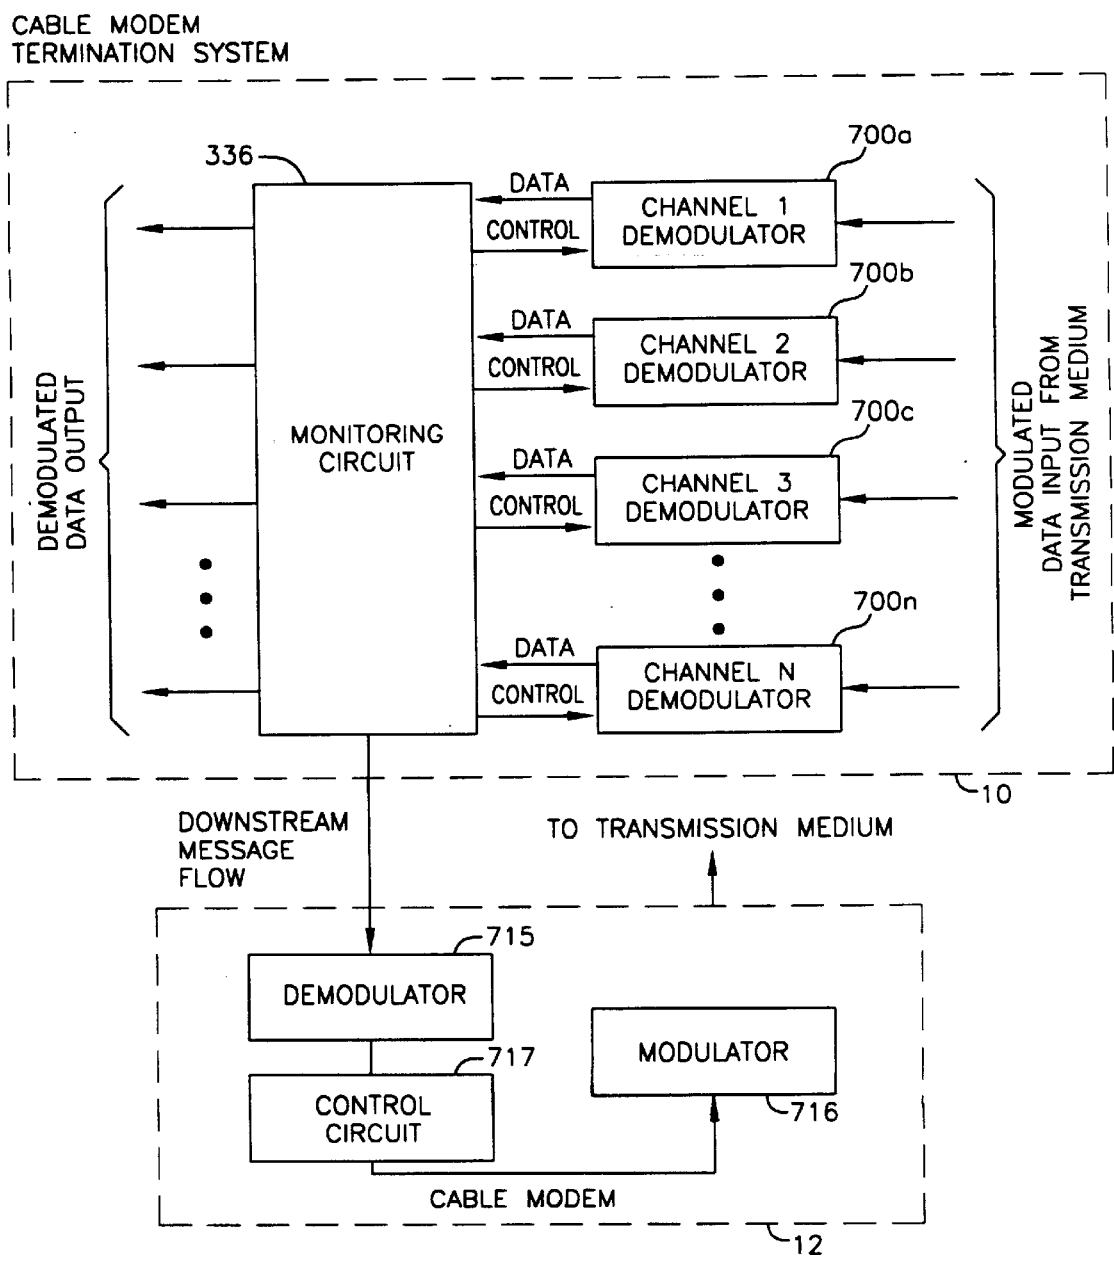 CABLE MODEM
TERMINATION SYSTEM
336
700a
DATA
CONTROL
CHANNEL 1
DEMODULATOR
700b
DATA
CONTROL
CHANNEL 2
DEMODULATOR
700c
DATA
CONTROL
CHANNEL 3
DEMODULATOR
700n
DATA
CONTROL
CHANNEL N
DEMODULATOR
MONITORING
CIRCUIT
DEMODULATED
DATA OUTPUT
MODULATED
DATA INPUT FROM
TRANSMISSION MEDIUM
10
DOWNSTREAM
MESSAGE
FLOW
TO TRANSMISSION MEDIUM
715
DEMODULATOR
717
CONTROL
CIRCUIT
MODULATOR
716
CABLE MODEM
12